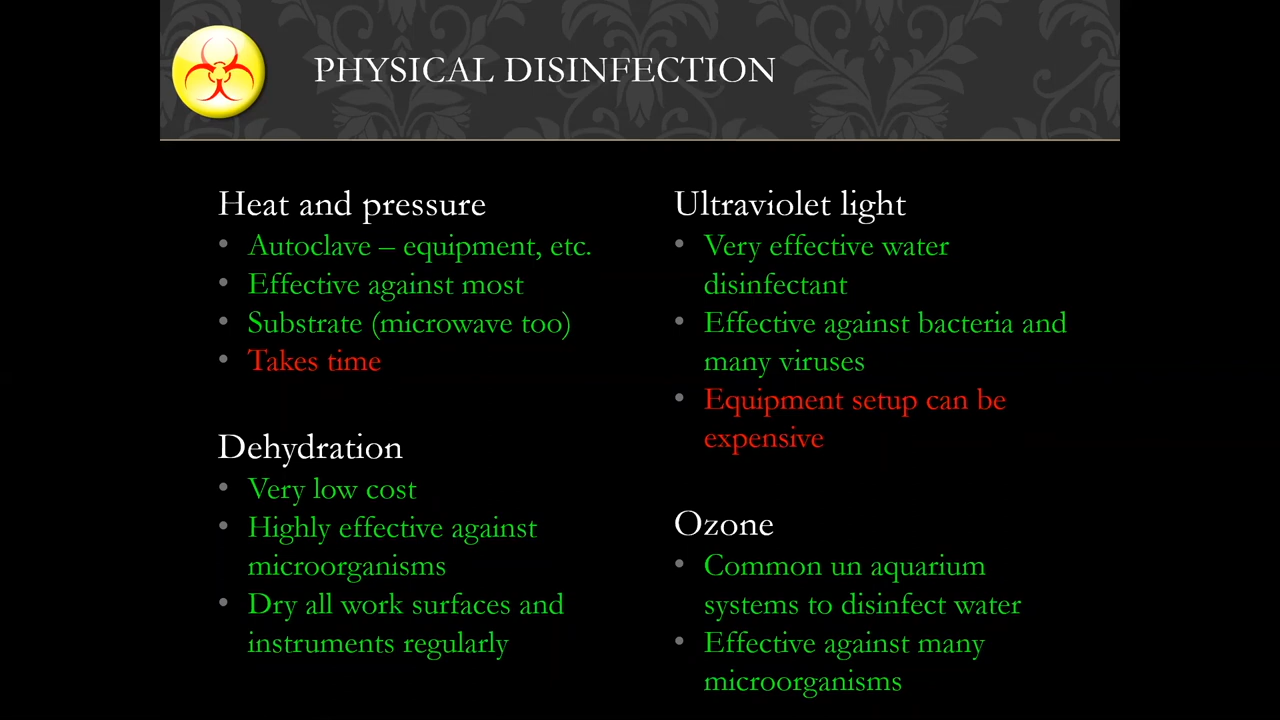 PHYSICAL DISINFECTION
Heat and pressure
• Autoclave – equipment, etc.
• Effective against most
• Substrate (microwave too)
• Takes time
Dehydration
• Very low cost
• Highly effective against
microorganisms
• Dry all work surfaces and
instruments regularly
Ultraviolet light
• Very effective water
disinfectant
• Effective against bacteria and
many viruses
• Equipment setup can be
expensive
Ozone
• Common un aquarium
systems to disinfect water
• Effective against many
microorganisms